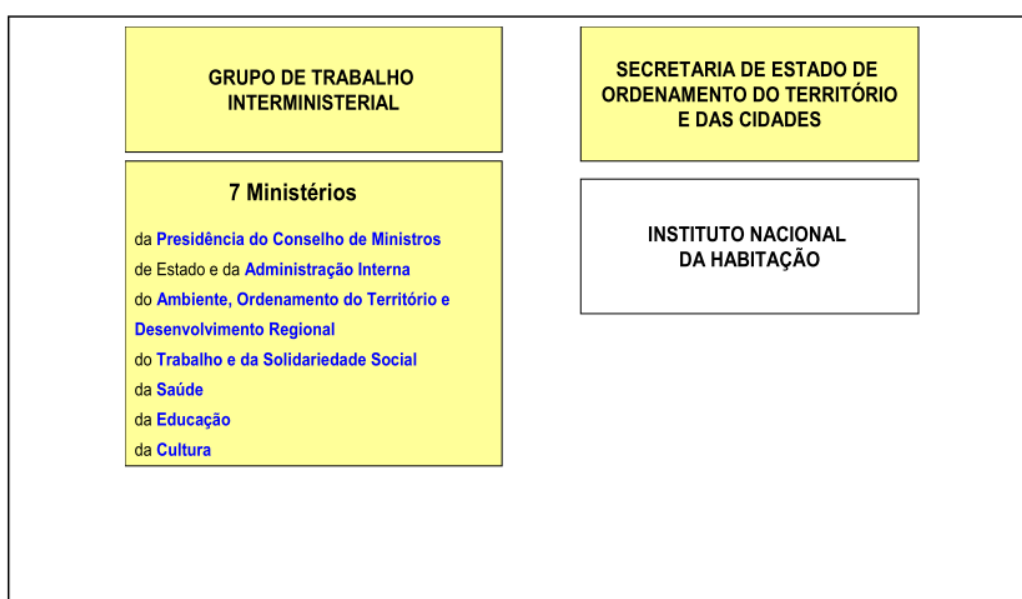 GRUPO DE TRABALHO
INTERMINISTERIAL
7 Ministérios
da Presidência do Conselho de Ministros
de Estado e da Administração Interna
do Ambiente, Ordenamento do Território e
Desenvolvimento Regional
do Trabalho e da Solidariedade Social
da Saúde
da Educação
da Cultura
SECRETARIA DE ESTADO DE
ORDENAMENTO DO TERRITÓRIO
E DAS CIDADES
INSTITUTO NACIONAL
DA HABITAÇÃO